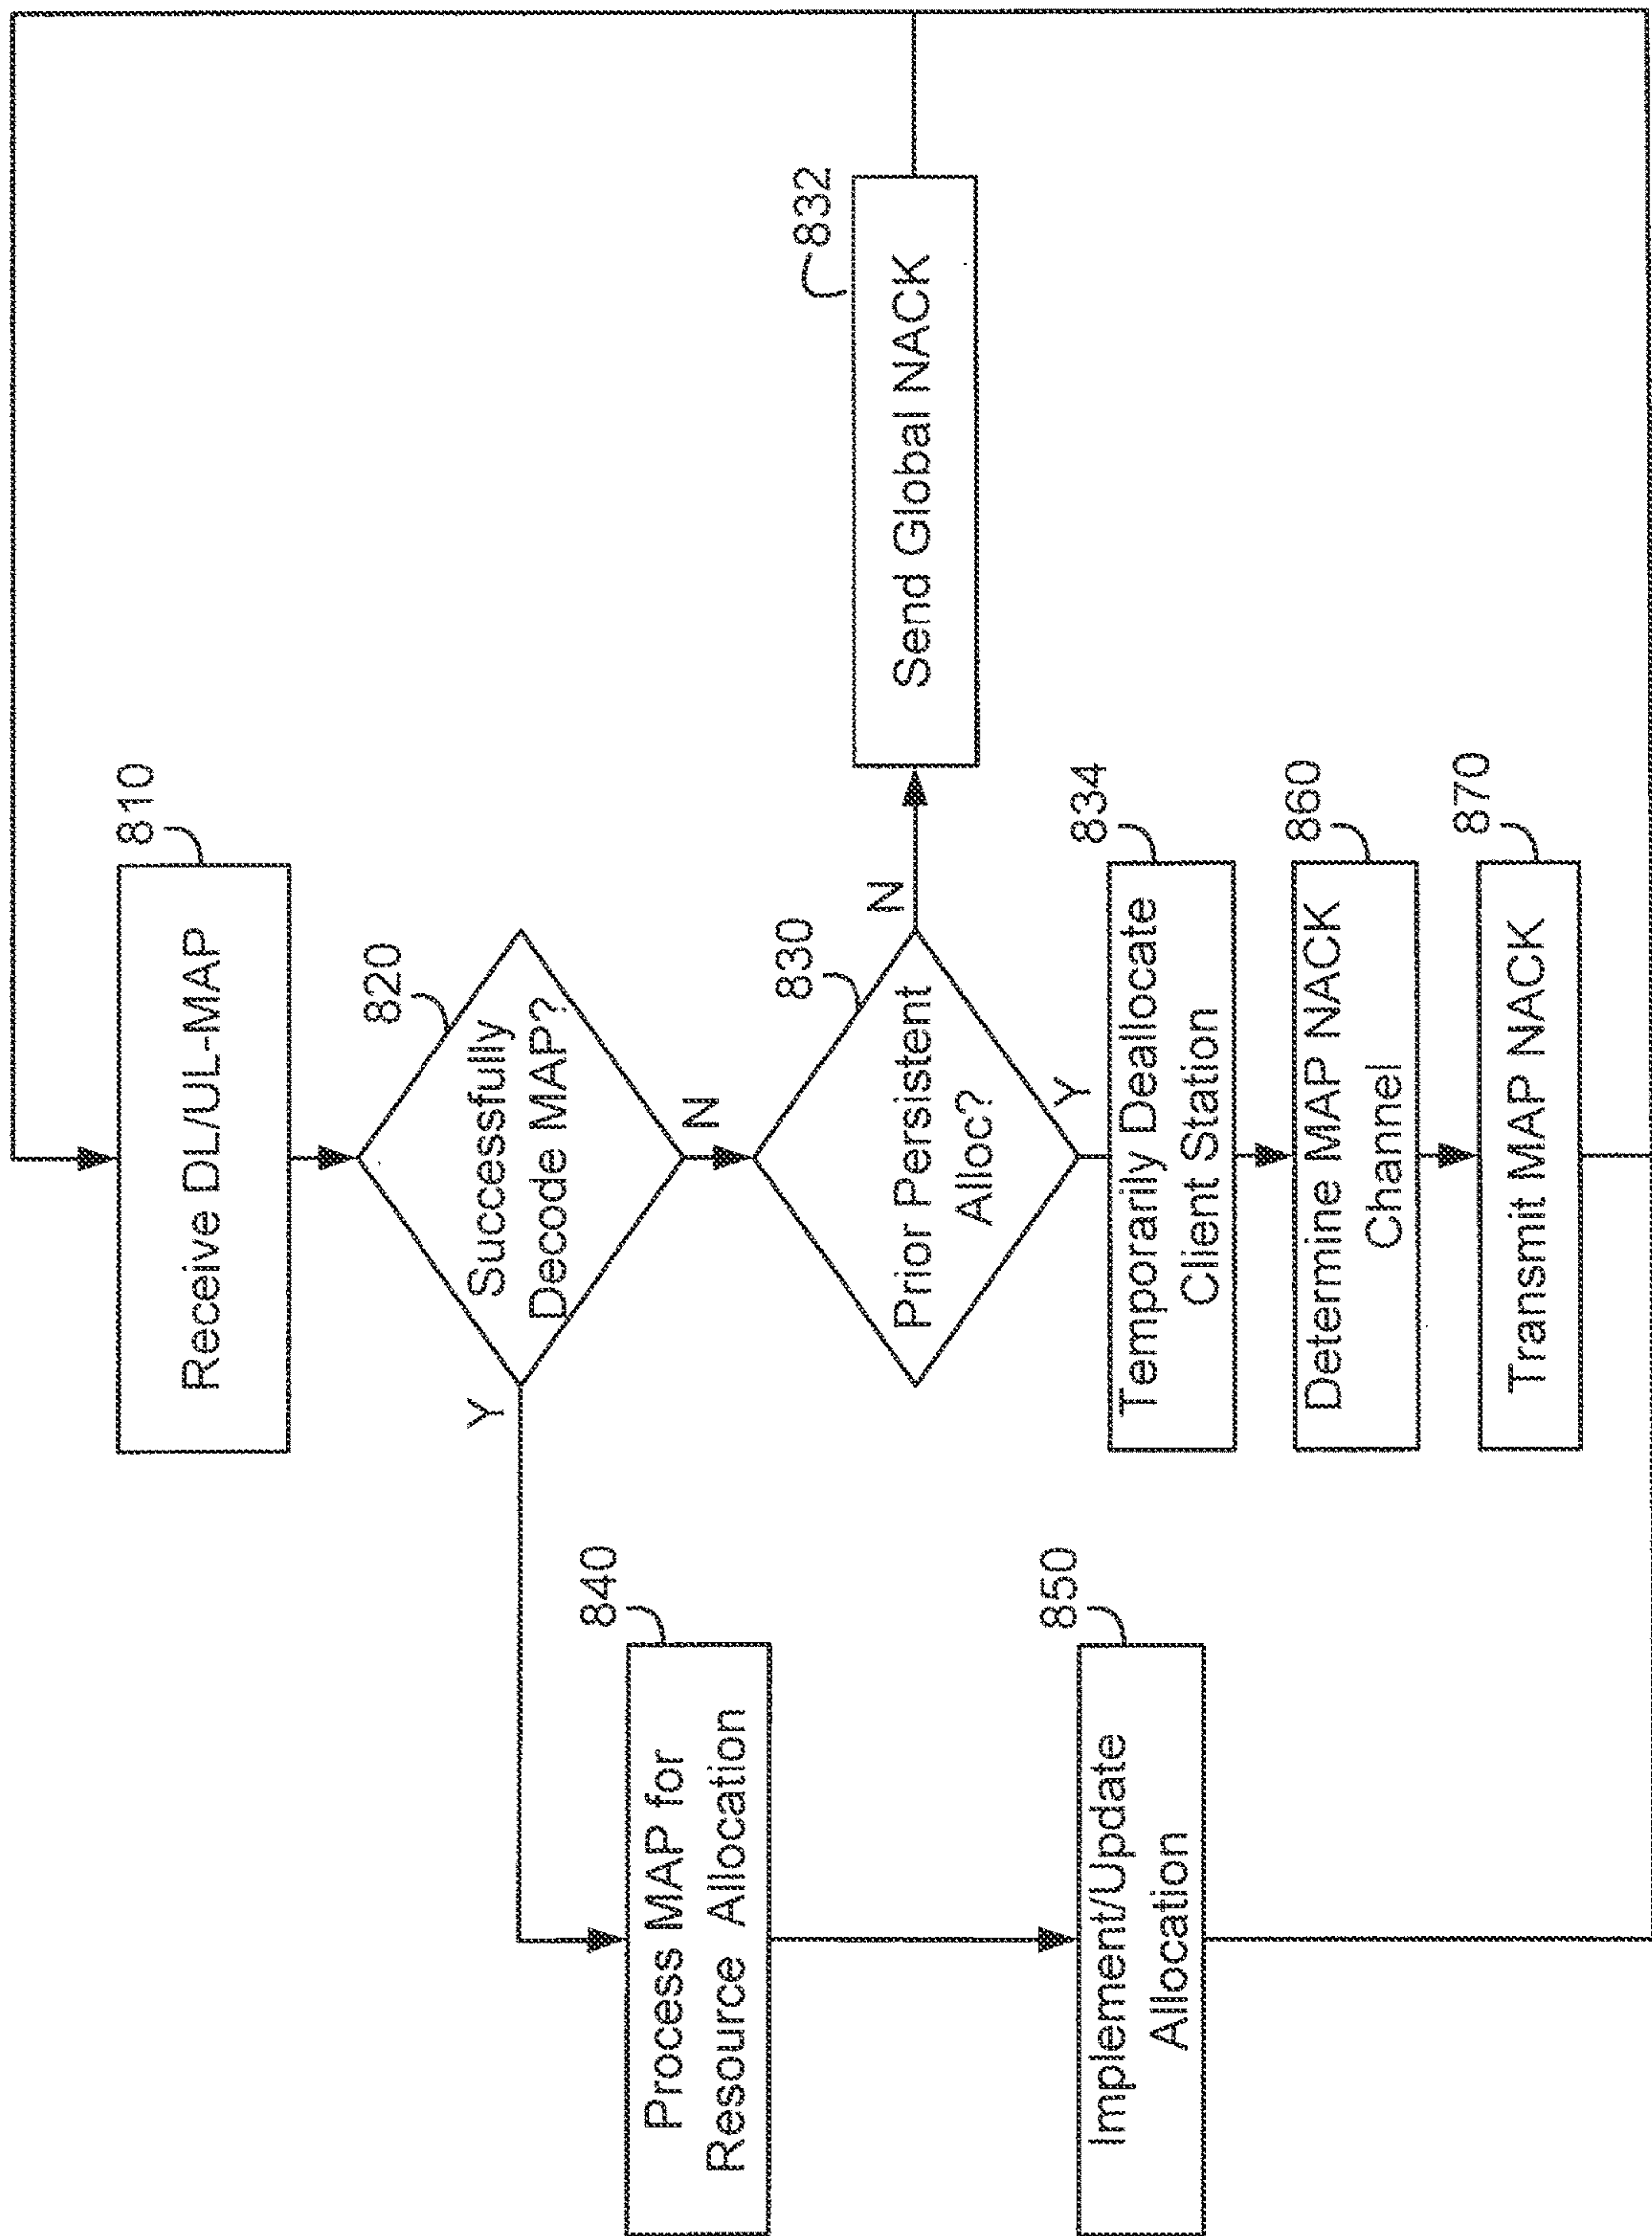 810
Receive DL/UL-MAP
820
Successfully
Decode MAP?
Y
N
840
Process MAP for
Resource Allocation
830
Prior Persistent
Alloc?
N
Y
832
Send Global NACK
850
Implement/Update
Allocation
834
Temporarily Deallocate
Client Station
860
Determine MAP NACK
Channel
870
Transmit MAP NACK